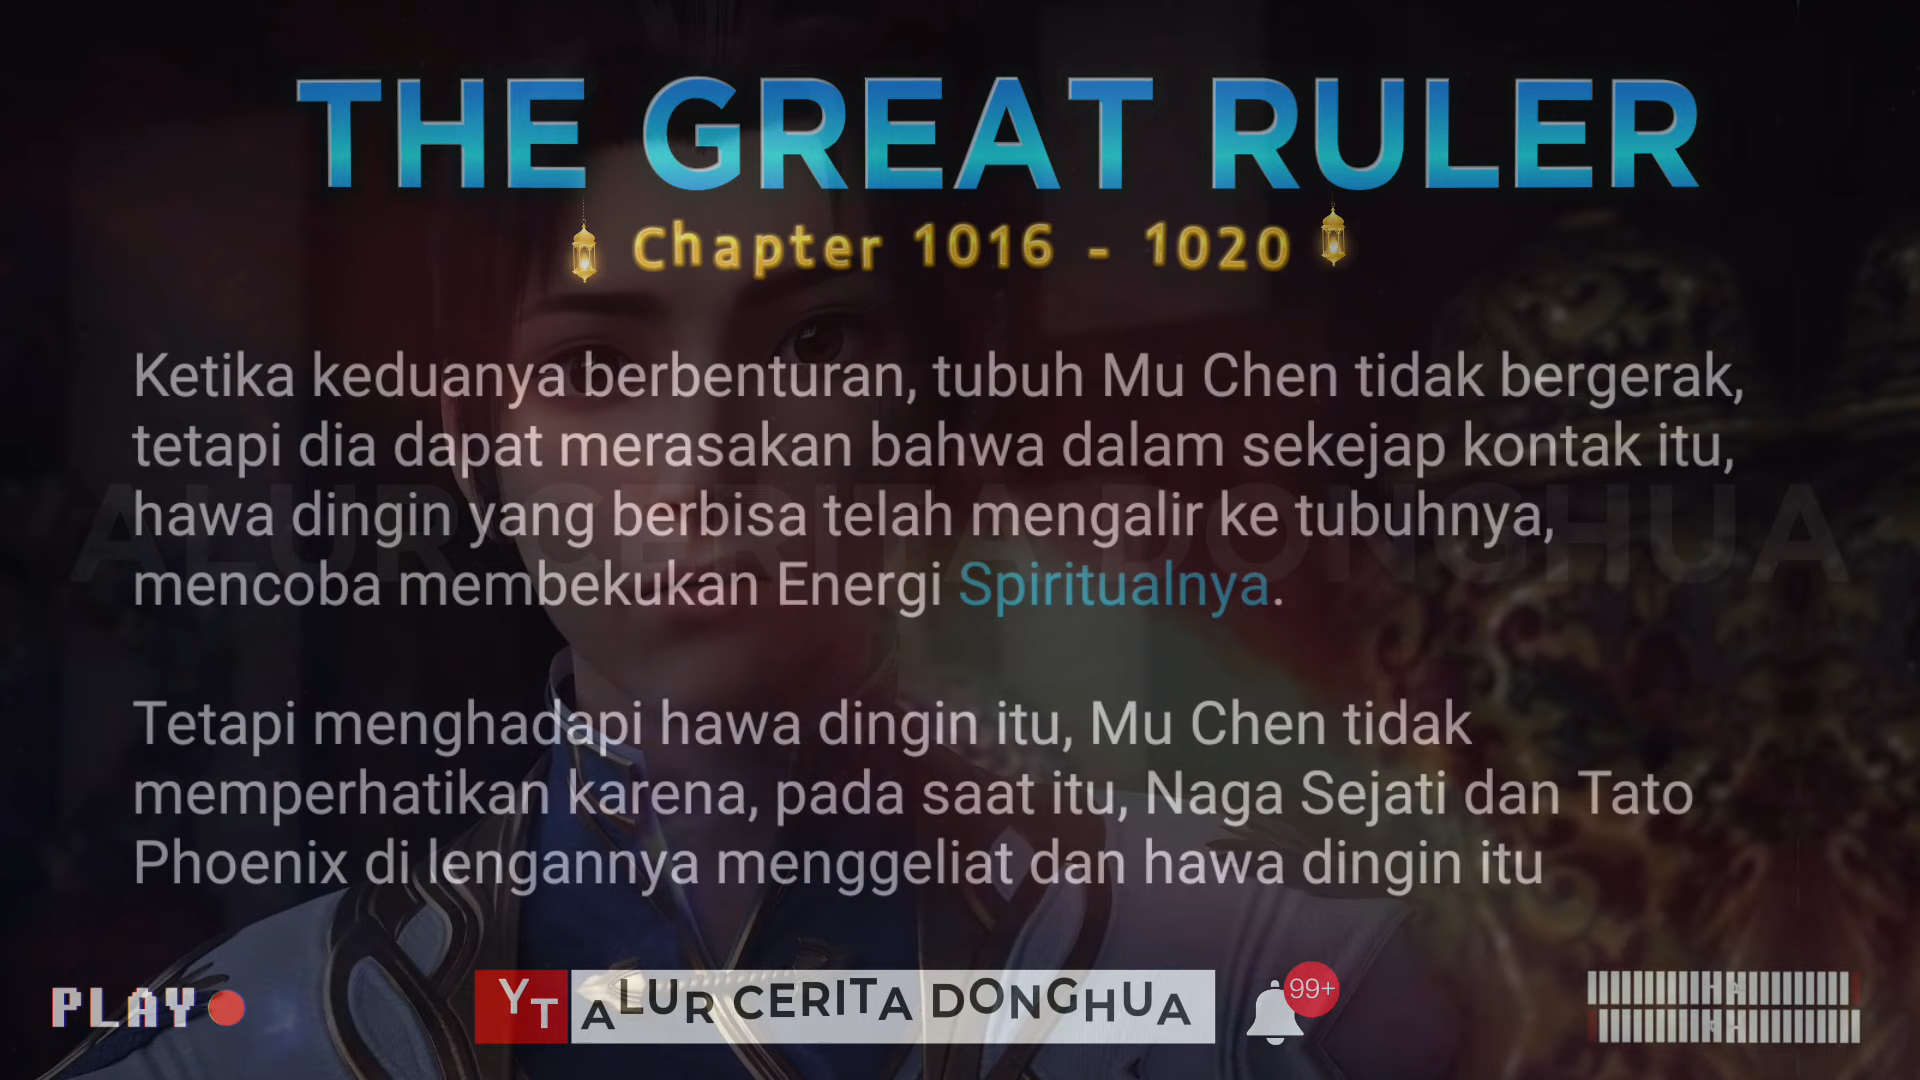 THE GREAT RULER
Chapter 1016 - 1020
Ketika keduanya berbenturan, tubuh Mu Chen tidak bergerak,
tetapi dia dapat merasakan bahwa dalam sekejap kontak itu,
hawa dingin yang berbisa telah mengalir ke tubuhnya,
ALUR CERITA DONGHUA
mencoba membekukan Energi Spiritualnya.
Tetapi menghadapi hawa dingin itu, Mu Chen tidak
memperhatikan karena, pada saat itu, Naga Sejati dan Tato
Phoenix di lengannya menggeliat dan hawa dingin itu
PLAY
YT ALUR CERITA DONGHUA
99+